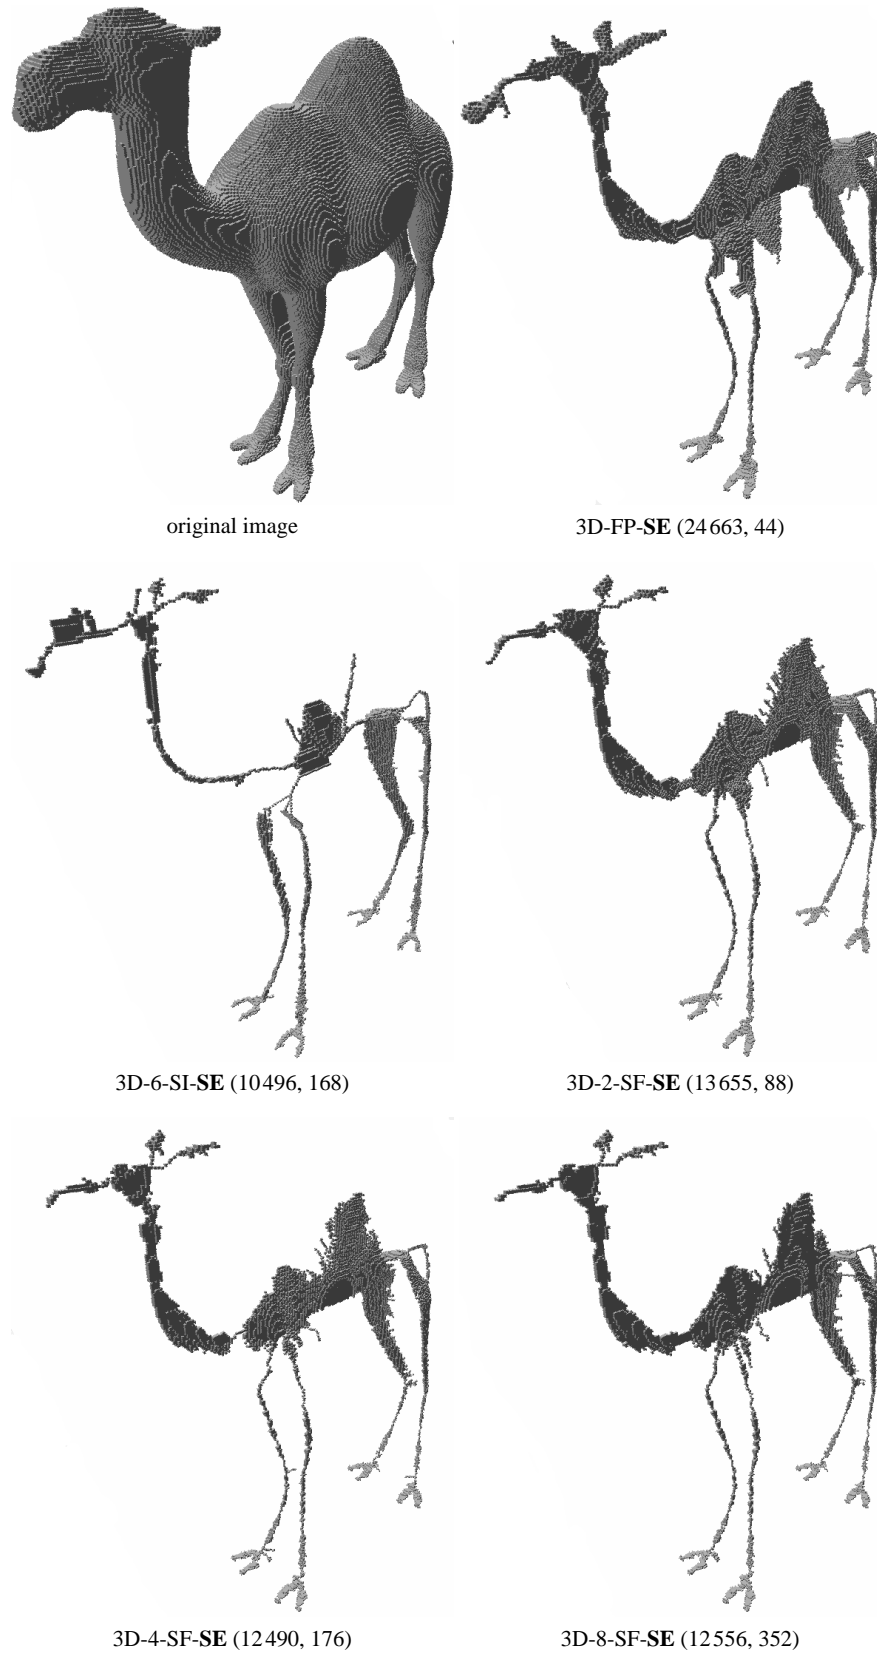 original image
3D-FP-SE (24 663, 44)
3D-6-SI-SE (10 496, 168)
3D-2-SF-SE (13 655, 88)
3D-4-SF-SE (12 490, 176)
3D-8-SF-SE (12 556, 352)